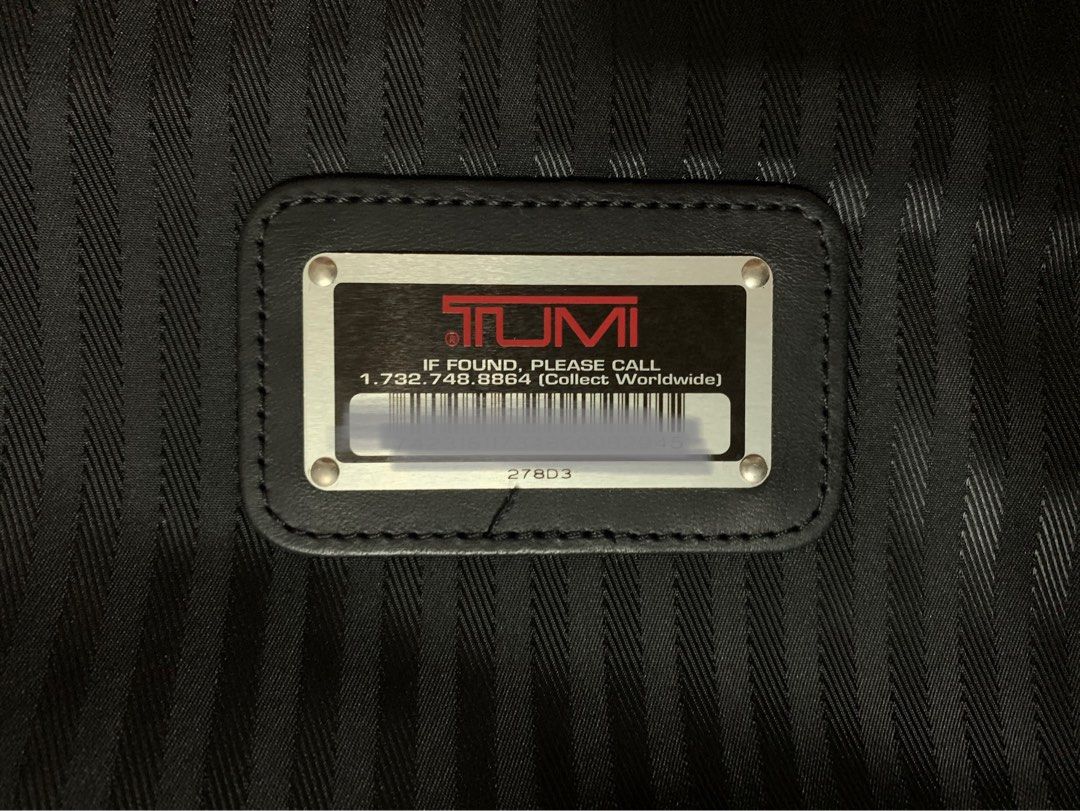 TUMI®
IF FOUND, PLEASE CALL
1.732.748.8864 (Collect Worldwide)
278D3